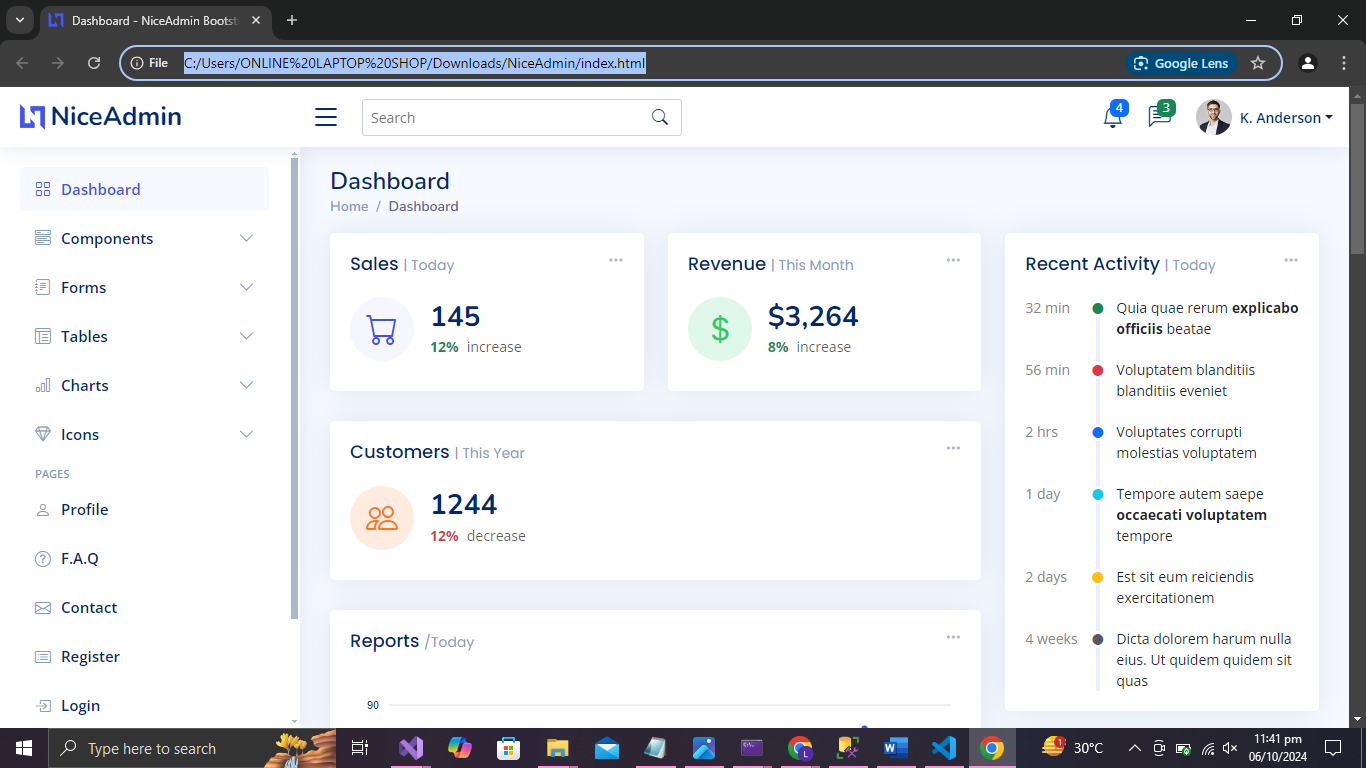 Dashboard - NiceAdmin Bootst
File
C:/Users/ONLINE%20LAPTOP%20SHOP/Downloads/NiceAdmin/index.html
Google Lens
NiceAdmin
Search
4
3
K. Anderson
Dashboard
Components
Forms
Tables
Charts
Icons
PAGES
Profile
F.A.Q
Contact
Register
Login
Dashboard
Home / Dashboard
Sales | Today
145
12% increase
Revenue | This Month
$
$3,264
8% increase
Customers | This Year
1244
12% decrease
Reports /Today
90
Recent Activity | Today
32 min
Quia quae rerum explicabo
officiis beatae
56 min
Voluptatem blanditiis
blanditiis eveniet
2 hrs
Voluptates corrupti
molestias voluptatem
1 day
Tempore autem saepe
occaecati voluptatem
tempore
2 days
Est sit eum reiciendis
exercitationem
4 weeks
Dicta dolorem harum nulla
eius. Ut quidem quidem sit
quas
Type here to search
L
W
1
30°C
11:41 pm
06/10/2024